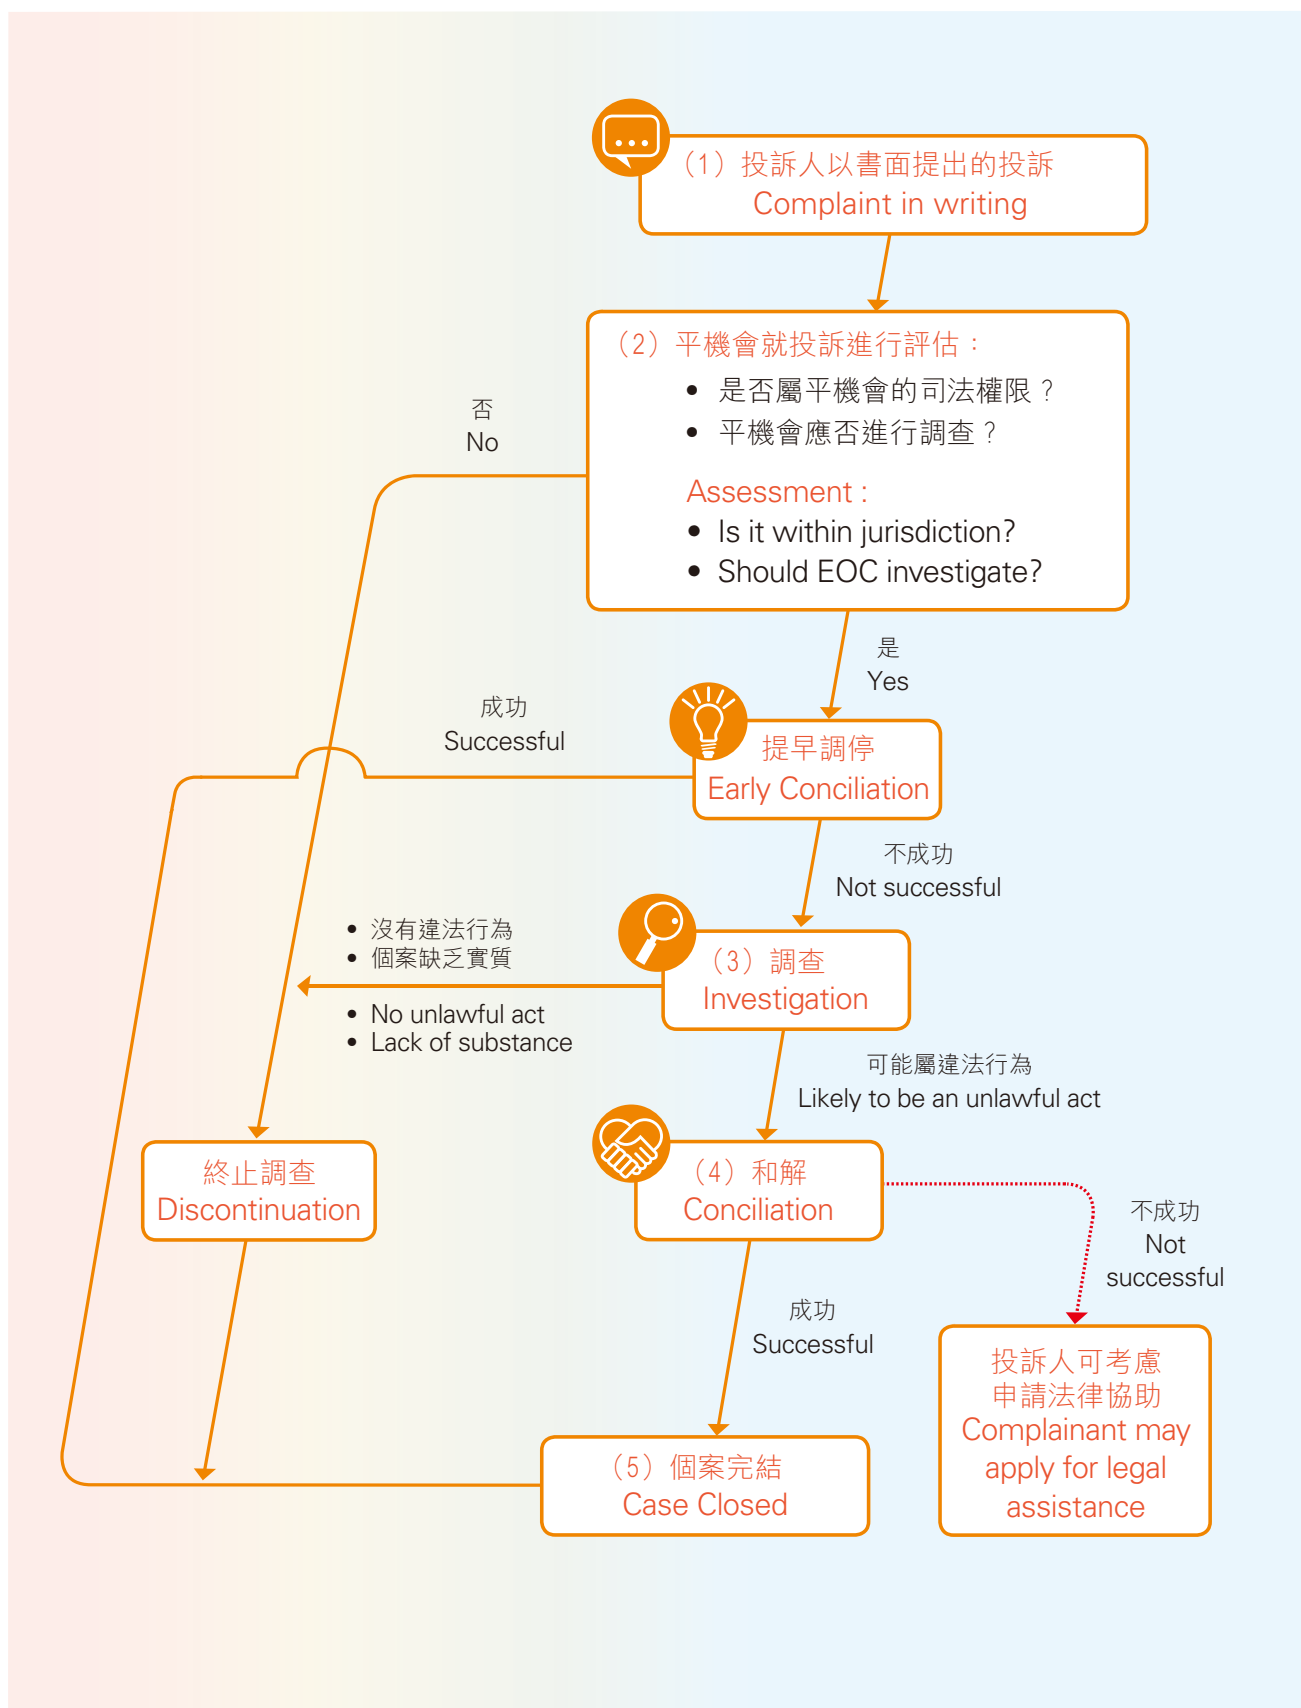 （1）投訴人以書面提出的投訴
Complaint in writing
（2）平機會就投訴進行評估：
• 是否屬平機會的司法權限？
• 平機會應否進行調查？
Assessment :
• Is it within jurisdiction?
• Should EOC investigate?
否
No
是
Yes
成功
Successful
提早調停
Early Conciliation
不成功
Not successful
• 沒有違法行為
• 個案缺乏實質
• No unlawful act
• Lack of substance
（3）調查
Investigation
可能屬違法行為
Likely to be an unlawful act
終止調查
Discontinuation
（4）和解
Conciliation
不成功
Not
successful
成功
Successful
投訴人可考慮
申請法律協助
Complainant may
apply for legal
assistance
（5）個案完結
Case Closed